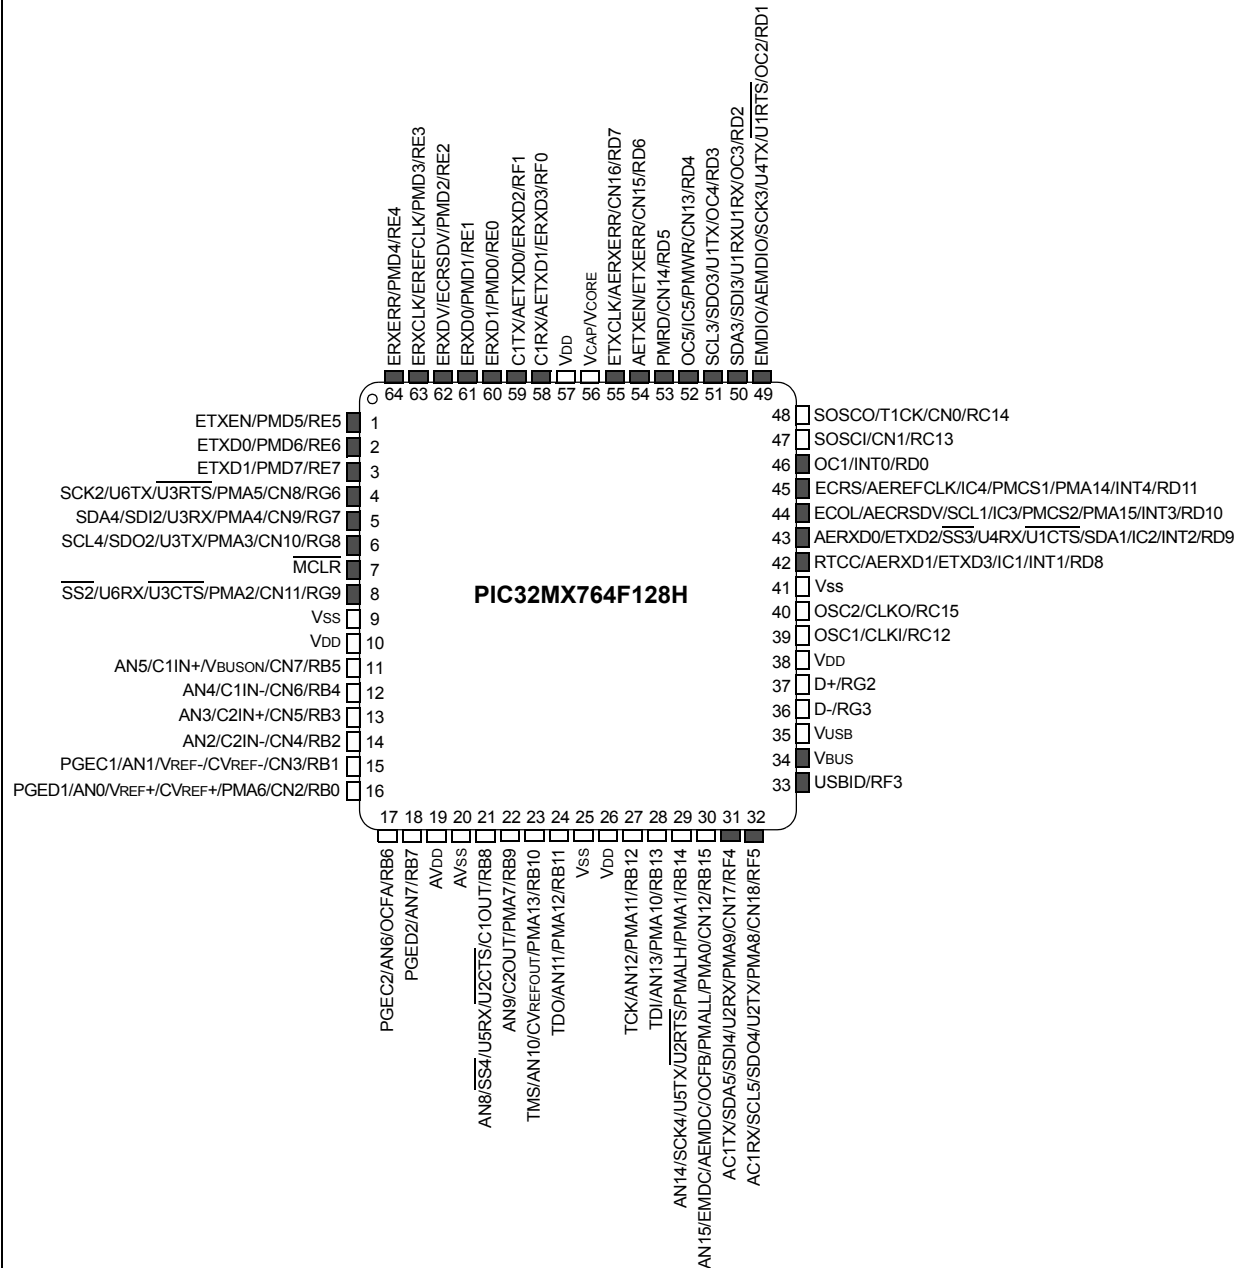 ERXERR/PMD4/RE4
ERXCLK/EREFCLK/PMD3/RE3
ERXDV/ECRSDV/PMD2/RE2
ERXD0/PMD1/RE1
ERXD1/PMD0/RE0
C1TX/AETXD0/ERXD2/RF1
C1RX/AETXD1/ERXD3/RF0
VDD
VCAP/VCORE
ETXCLK/AERXERR/CN16/RD7
AETXEN/ETXERR/CN15/RD6
PMRD/CN14/RD5
OC5/IC5/PMWR/CN13/RD4
SCL3/SDO3/U1TX/OC4/RD3
SDA3/SDI3/U1RXU1RX/OC3/RD2
EMDIO/AEMDIO/SCK3/U4TX/U1RTS/OC2/RD1
64 63 62 61 60 59 58 57 56 55 54 53 52 51 50 49
ETXEN/PMD5/RE5 1
ETXD0/PMD6/RE6 2
ETXD1/PMD7/RE7 3
SCK2/U6TX/U3RTS/PMA5/CN8/RG6 4
SDA4/SDI2/U3RX/PMA4/CN9/RG7 5
SCL4/SDO2/U3TX/PMA3/CN10/RG8 6
MCLR 7
SS2/U6RX/U3CTS/PMA2/CN11/RG9 8
VSS 9
VDD 10
AN5/C1IN+/VBUSON/CN7/RB5 11
AN4/C1IN-/CN6/RB4 12
AN3/C2IN+/CN5/RB3 13
AN2/C2IN-/CN4/RB2 14
PGEC1/AN1/VREF-/CVREF-/CN3/RB1 15
PGED1/AN0/VREF+/CVREF+/PMA6/CN2/RB0 16
PIC32MX764F128H
48 SOSCO/T1CK/CN0/RC14
47 SOSCI/CN1/RC13
46 OC1/INT0/RD0
45 ECRS/AEREFCLK/IC4/PMCS1/PMA14/INT4/RD11
44 ECOL/AECRSDV/SCL1/IC3/PMCS2/PMA15/INT3/RD10
43 AERXD0/ETXD2/SS3/U4RX/U1CTS/SDA1/IC2/INT2/RD9
42 RTCC/AERXD1/ETXD3/IC1/INT1/RD8
41 Vss
40 OSC2/CLKO/RC15
39 OSC1/CLKI/RC12
38 VDD
37 D+/RG2
36 D-/RG3
35 VUSB
34 VBUS
33 USBID/RF3
17 18 19 20 21 22 23 24 25 26 27 28 29 30 31 32
PGEC2/AN6/OCFA/RB6
PGED2/AN7/RB7
AVDD
AVSS
AN8/SS4/U5RX/U2CTS/C1OUT/RB8
AN9/C2OUT/PMA7/RB9
TMS/AN10/CVREFOUT/PMA13/RB10
TDO/AN11/PMA12/RB11
VSS
VDD
TCK/AN12/PMA11/RB12
TDI/AN13/PMA10/RB13
AN14/SCK4/U5TX/U2RTS/PMALH/PMA1/RB14
AN15/EMDC/AEMDC/OCFB/PMALL/PMA0/CN12/RB15
AC1TX/SDA5/SDI4/U2RX/PMA9/CN17/RF4
AC1RX/SCL5/SDO4/U2TX/PMA8/CN18/RF5